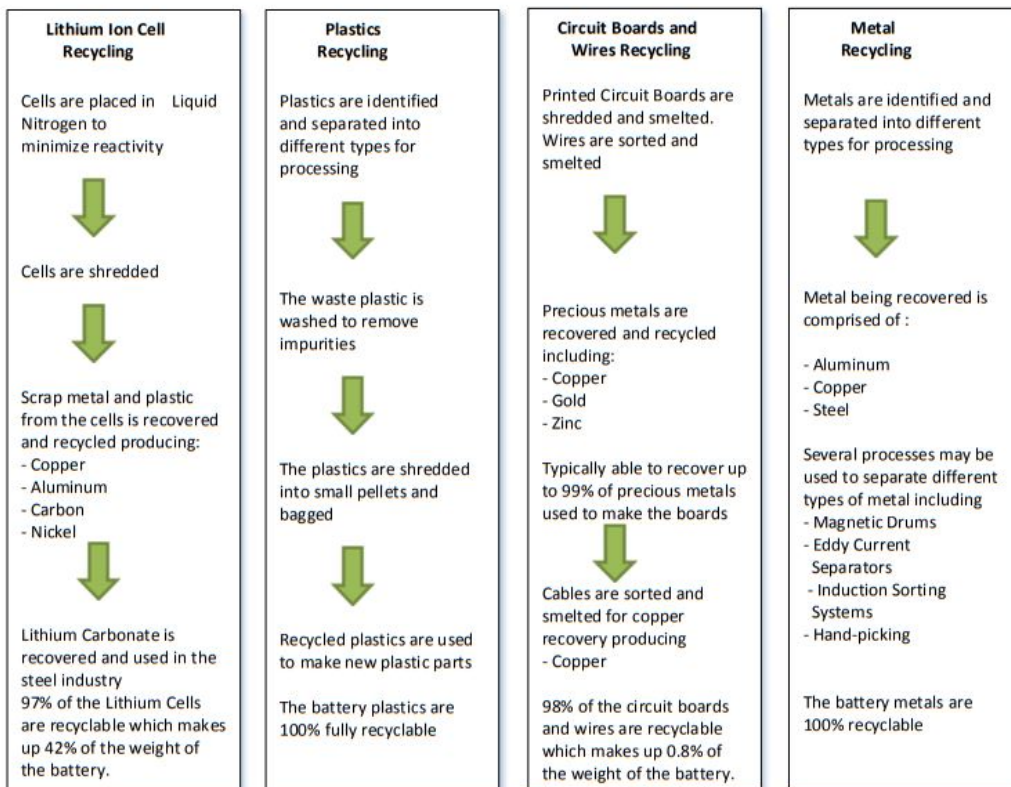 Lithium Ion Cell
Recycling
Cells are placed in Liquid
Nitrogen to
minimize reactivity
Cells are shredded
Scrap metal and plastic
from the cells is recovered
and recycled producing:
- Copper
- Aluminum
- Carbon
- Nickel
Lithium Carbonate is
recovered and used in the
steel industry
97% of the Lithium Cells
are recyclable which makes
up 42% of the weight of
the battery.
Plastics
Recycling
Plastics are identified
and separated into
different types for
processing
The waste plastic is
washed to remove
impurities
The plastics are shredded
into small pellets and
bagged
Recycled plastics are used
to make new plastic parts
The battery plastics are
100% fully recyclable
Circuit Boards and
Wires Recycling
Printed Circuit Boards are
shredded and smelted.
Wires are sorted and
smelted
Precious metals are
recovered and recycled
including:
- Copper
- Gold
- Zinc
Typically able to recover up
to 99% of precious metals
used to make the boards
Cables are sorted and
smelted for copper
recovery producing
- Copper
98% of the circuit boards
and wires are recyclable
which makes up 0.8% of
the weight of the battery.
Metal
Recycling
Metals are identified and
separated into different
types for processing
Metal being recovered is
comprised of :
- Aluminum
- Copper
- Steel
Several processes may be
used to separate different
types of metal including
- Magnetic Drums
- Eddy Current
Separators
- Induction Sorting
Systems
- Hand-picking
The battery metals are
100% recyclable